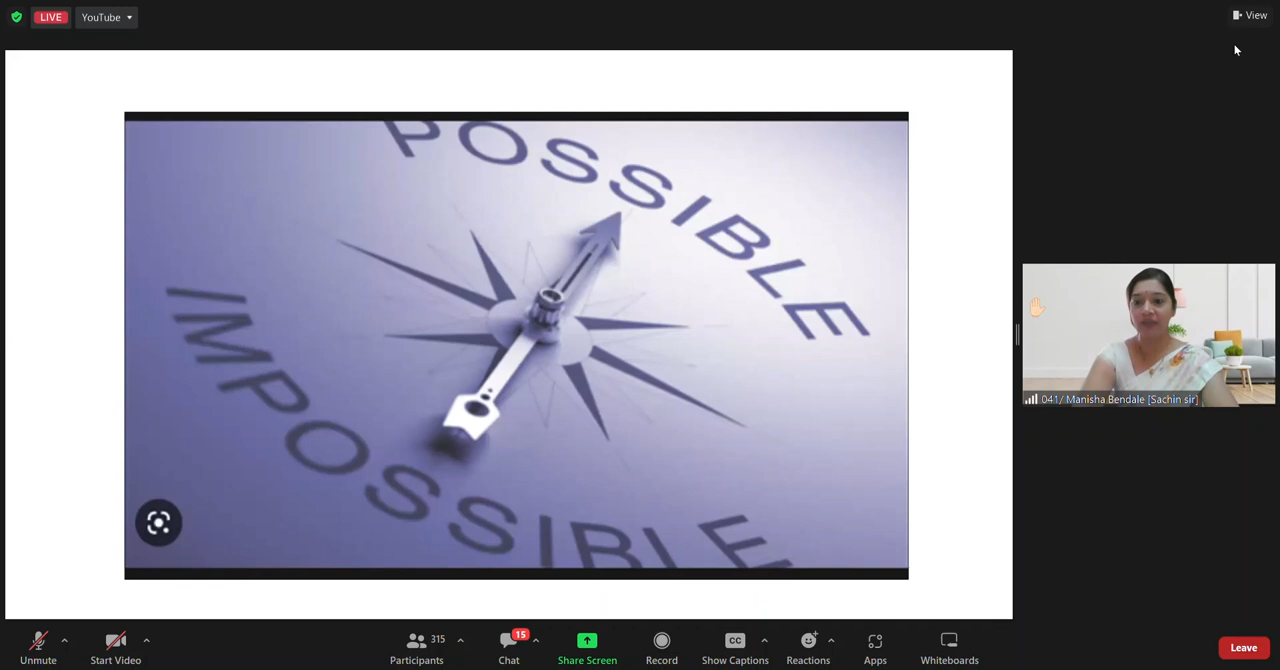 LIVE
YouTube
View
POSSIBLE
IMPOSSIBLE
041/ Manisha Bendale [Sachin sir]
315
15
CC
Unmute
Start Video
Participants
Chat
Share Screen
Record
Show Captions
Reactions
Apps
Whiteboards
Leave